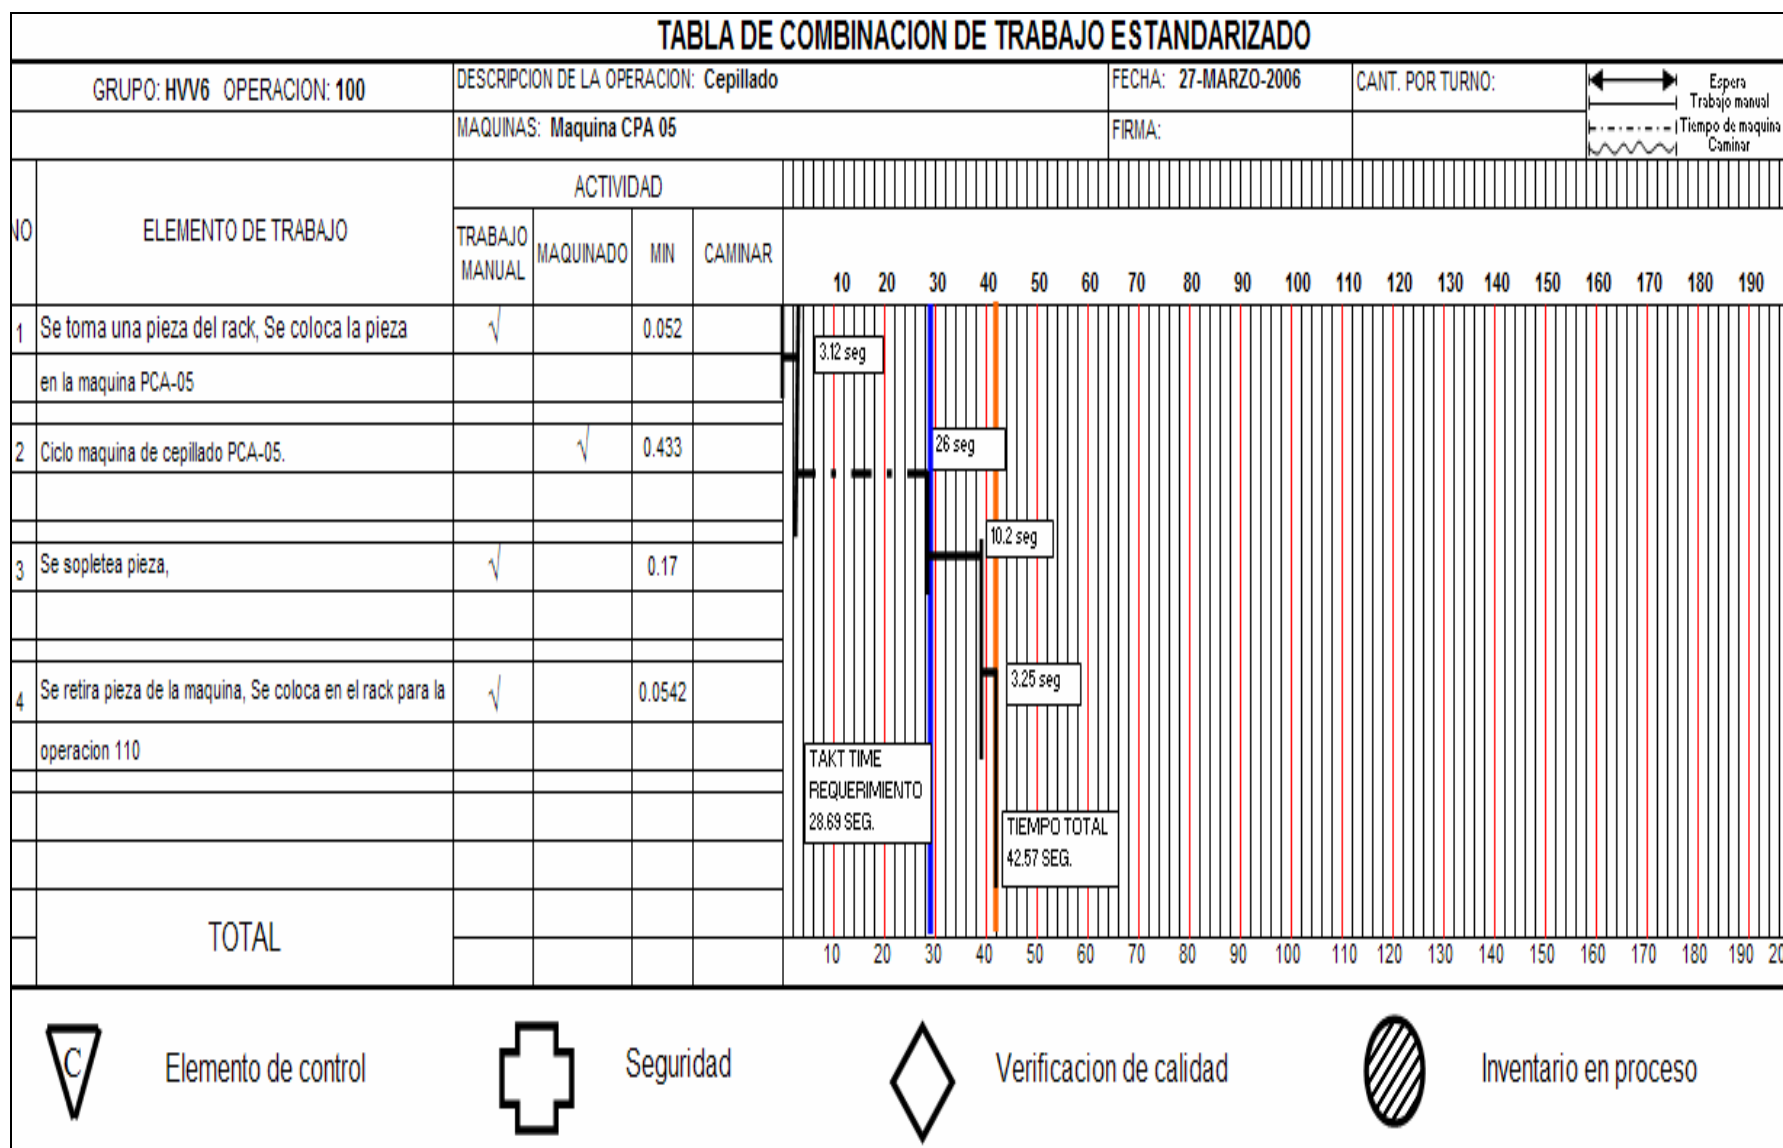 TABLA DE COMBINACION DE TRABAJO ESTANDARIZADO
GRUPO: HVV6 OPERACION: 100
DESCRIPCION DE LA OPERACION: Cepillado
FECHA: 27-MARZO-2006
CANT. POR TURNO:
Espera
Trabajo manual
Tiempo de maquina
Caminar
MAQUINAS: Maquina CPA 05
FIRMA:
NO
ELEMENTO DE TRABAJO
ACTIVIDAD
TRABAJO
MANUAL
MAQUINADO
MIN
CAMINAR
10 20 30 40 50 60 70 80 90 100 110 120 130 140 150 160 170 180 190
1 Se toma una pieza del rack, Se coloca la pieza √ 0.052
en la maquina PCA-05
3.12 seg
2 Ciclo maquina de cepillado PCA-05. √ 0.433
26 seg
3 Se sopletea pieza, √ 0.17
10.2 seg
4 Se retira pieza de la maquina, Se coloca en el rack para la √ 0.0542
operacion 110
3.25 seg
TAKT TIME
REQUERIMIENTO
28.69 SEG.
TIEMPO TOTAL
42.57 SEG.
TOTAL
10 20 30 40 50 60 70 80 90 100 110 120 130 140 150 160 170 180 190 20
C Elemento de control
Seguridad
Verificacion de calidad
Inventario en proceso